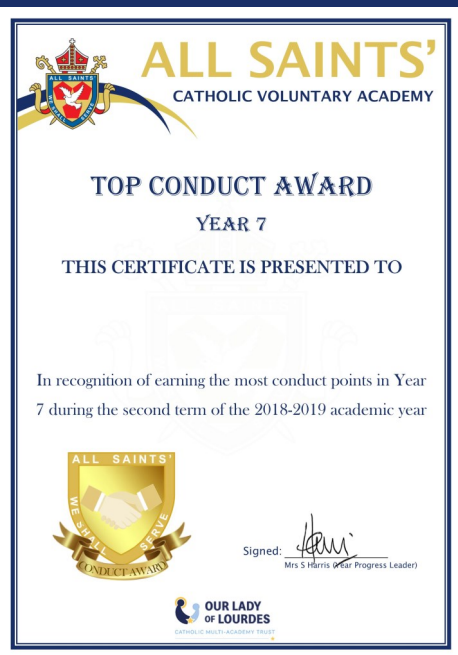 ALL SAINTS
WE SHALL SERVE
ALL SAINTS'
CATHOLIC VOLUNTARY ACADEMY
TOP CONDUCT AWARD
YEAR 7
THIS CERTIFICATE IS PRESENTED TO
In recognition of earning the most conduct points in Year
7 during the second term of the 2018-2019 academic year
ALL SAINTS'
WE SHALL SERVE
CONDUCT AWARD
Signed:
Mrs S Harris (Year Progress Leader)
OUR LADY
OF LOURDES
CATHOLIC MULTI-ACADEMY TRUST